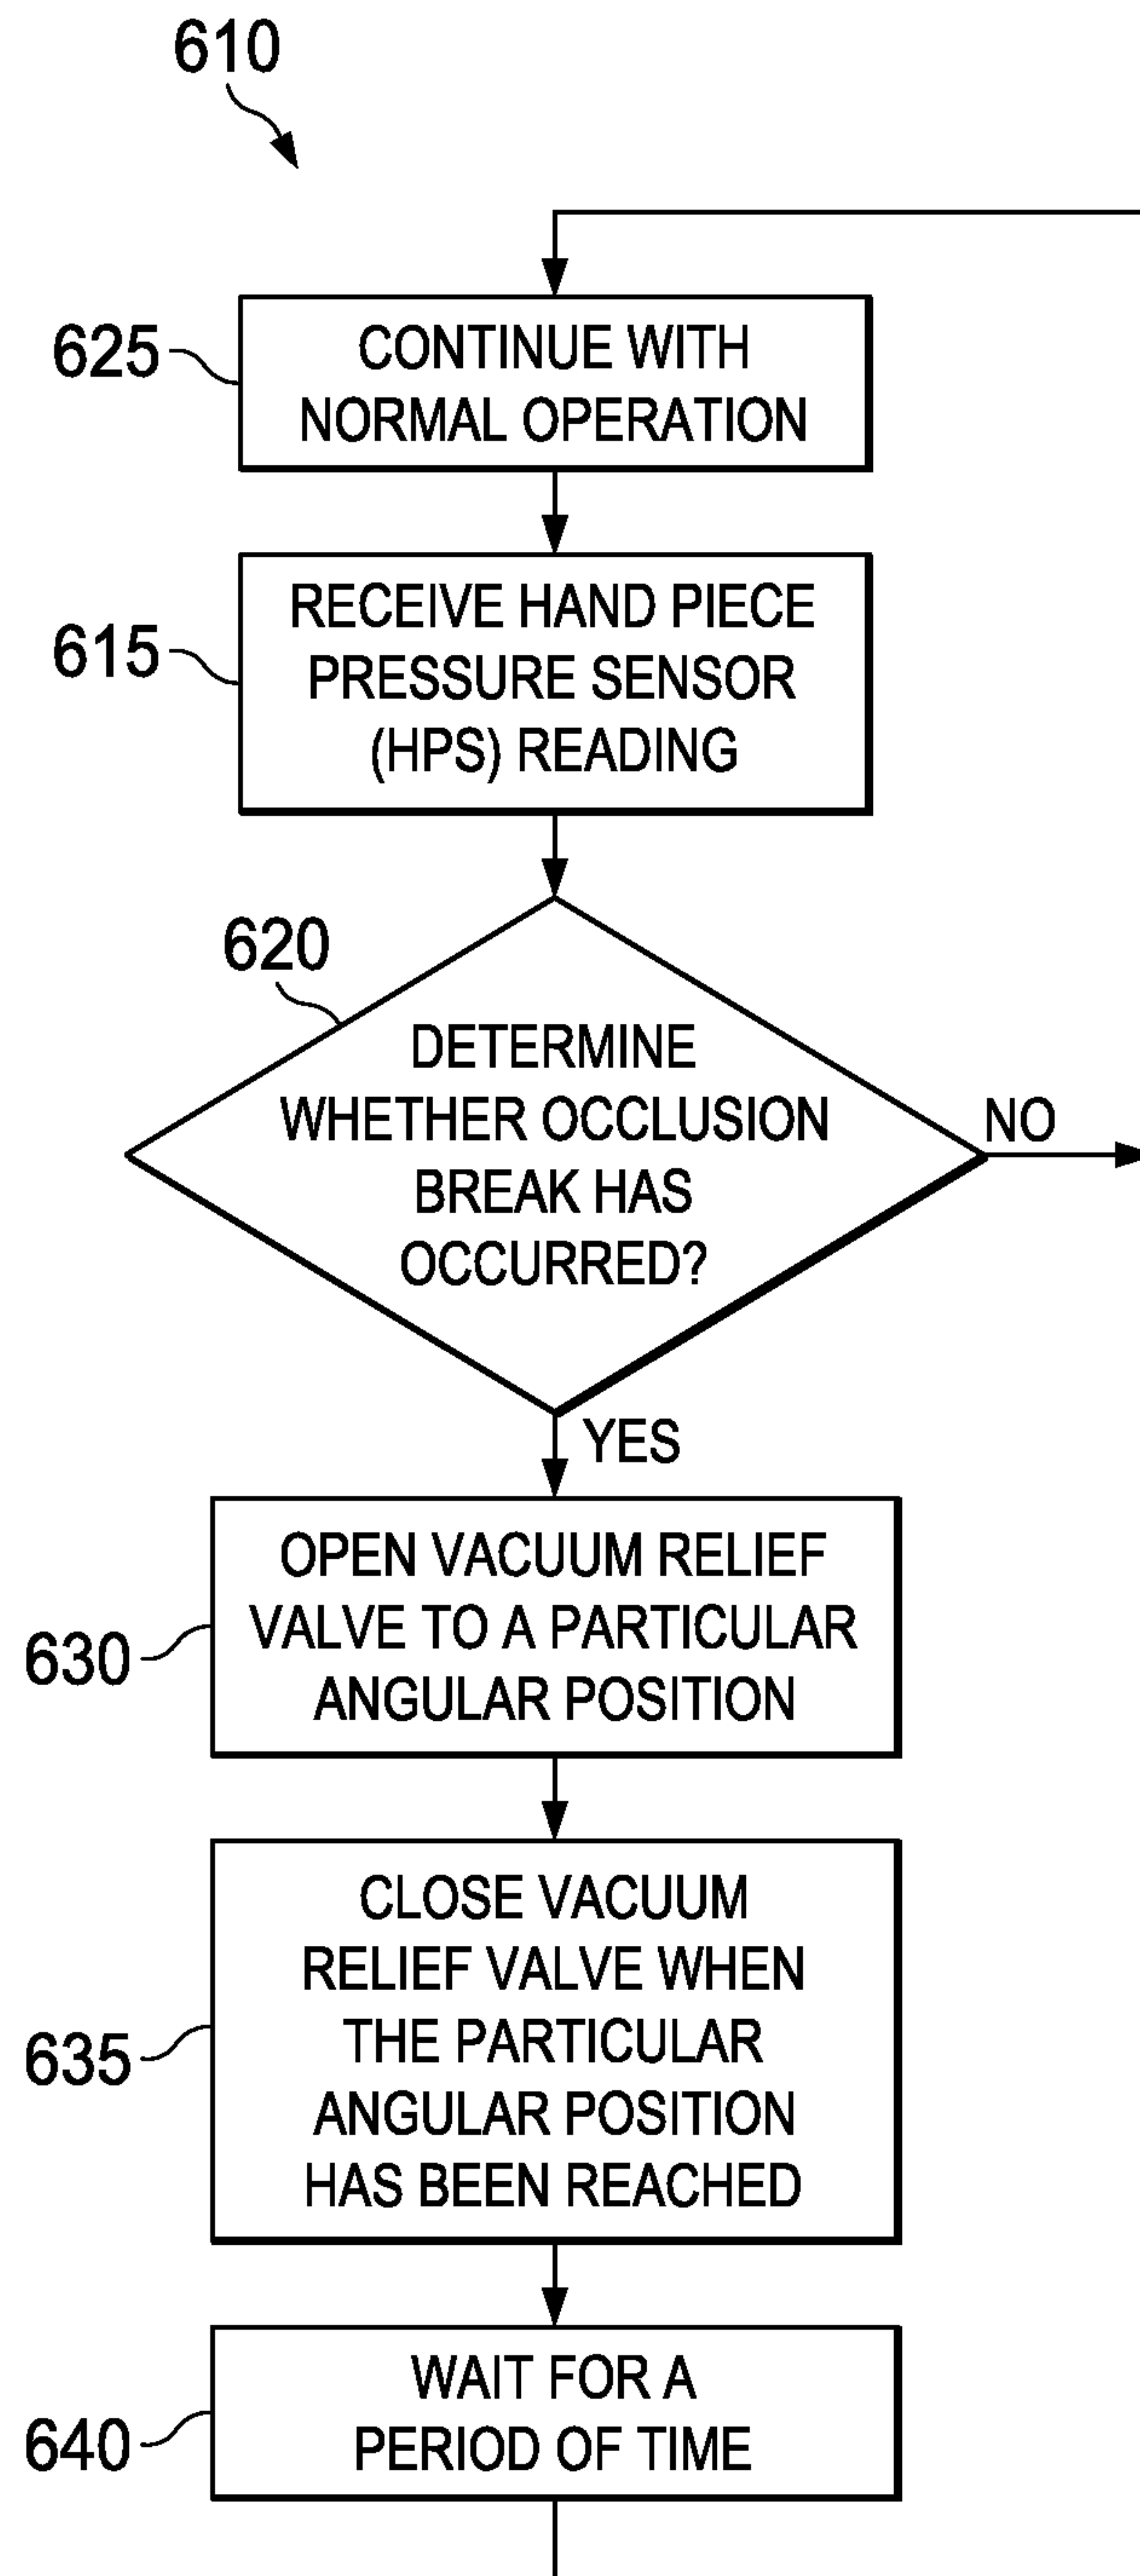 610
625
CONTINUE WITH
NORMAL OPERATION
615
RECEIVE HAND PIECE
PRESSURE SENSOR
(HPS) READING
620
DETERMINE
WHETHER OCCLUSION
BREAK HAS
OCCURRED?
NO
YES
630
OPEN VACUUM RELIEF
VALVE TO A PARTICULAR
ANGULAR POSITION
635
CLOSE VACUUM
RELIEF VALVE WHEN
THE PARTICULAR
ANGULAR POSITION
HAS BEEN REACHED
640
WAIT FOR A
PERIOD OF TIME